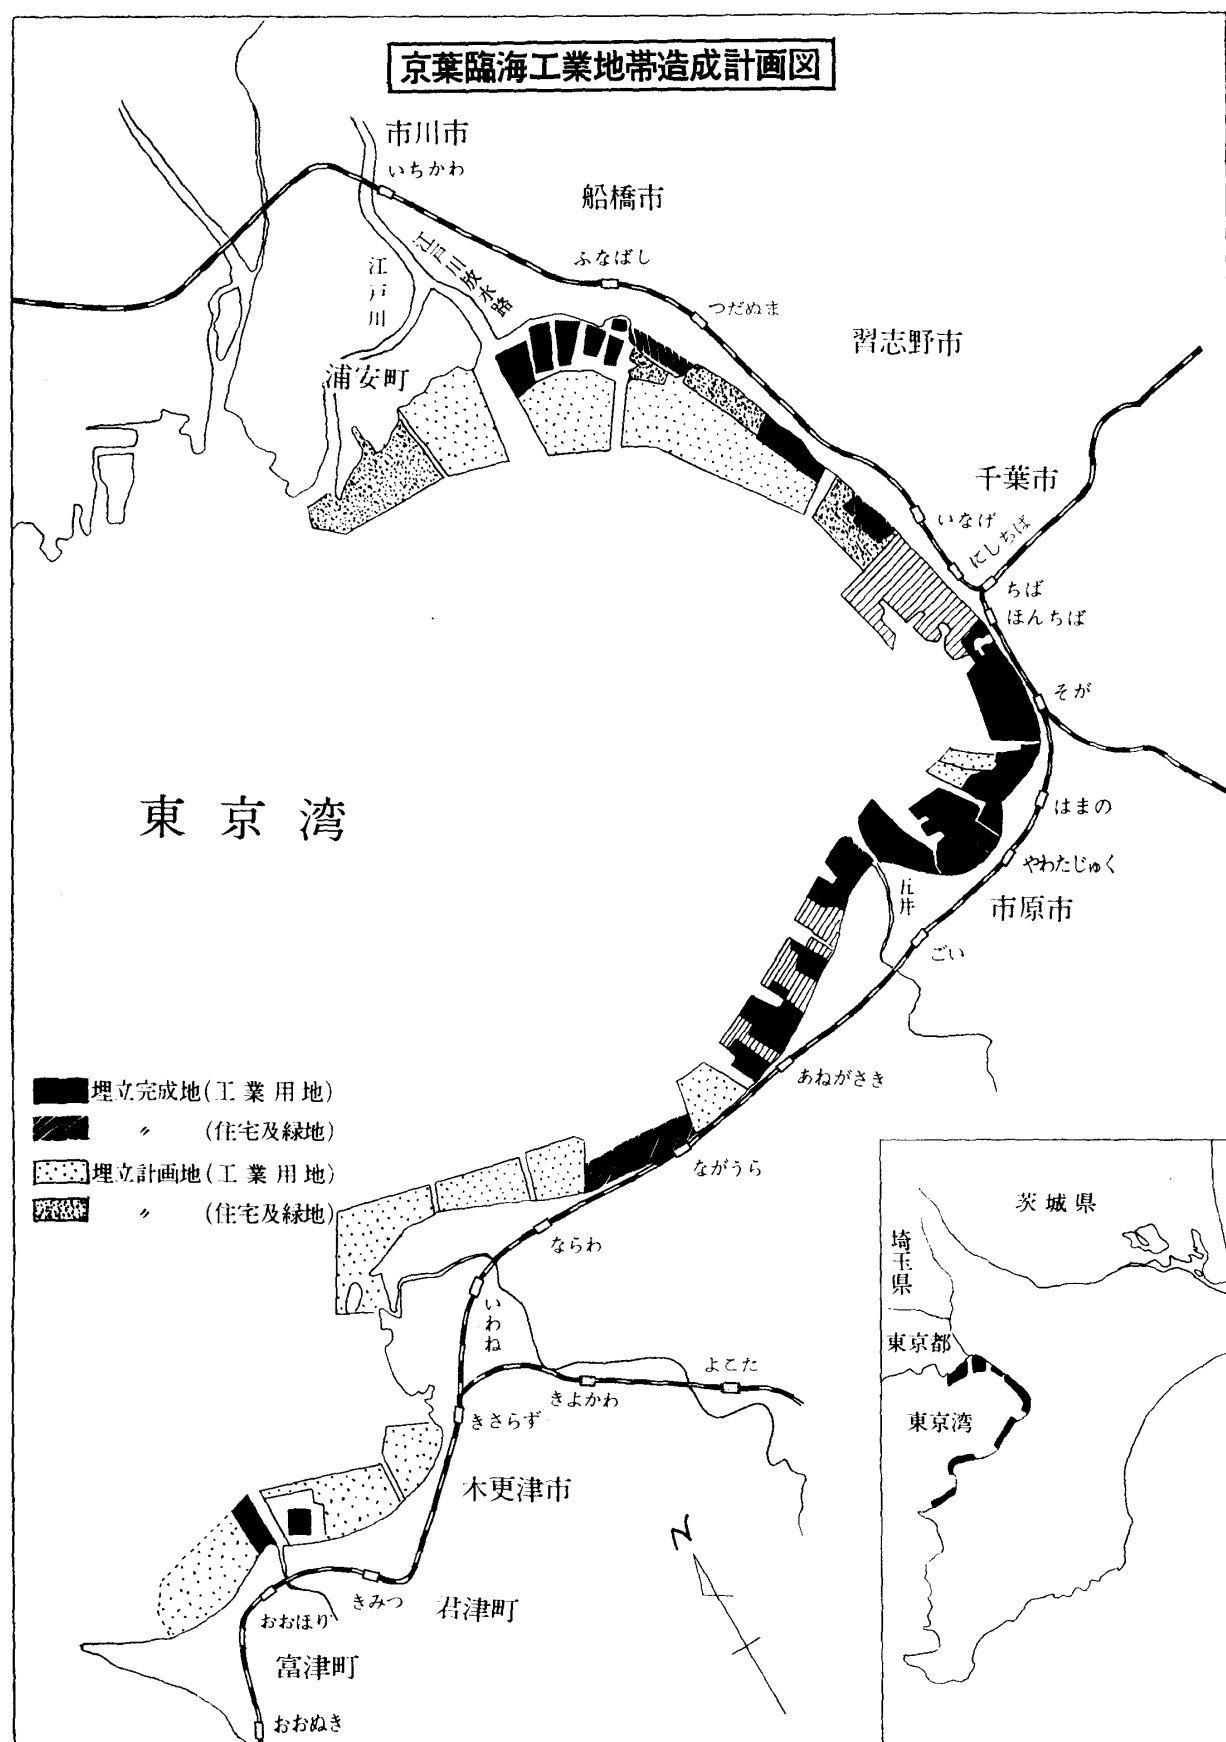 京葉臨海工業地帯造成計画図
市川市
いちかわ
船橋市
ふなばし
江戸川放水路
江戸川
つだぬま
習志野市
浦安町
千葉市
いなげ
にしちば
ちば
ほんちば
そが
東京湾
はまの
やわたじゅく
五井
市原市
ごい
あねがさき
埋立完成地(工業用地)
〃 (住宅及緑地)
埋立計画地(工業用地)
〃 (住宅及緑地)
ながうら
ならわ
いわね
よこた
きよかわ
きさらず
木更津市
N
きみつ
君津町
おおほり
富津町
おおぬき
茨城県
埼玉県
東京都
東京湾